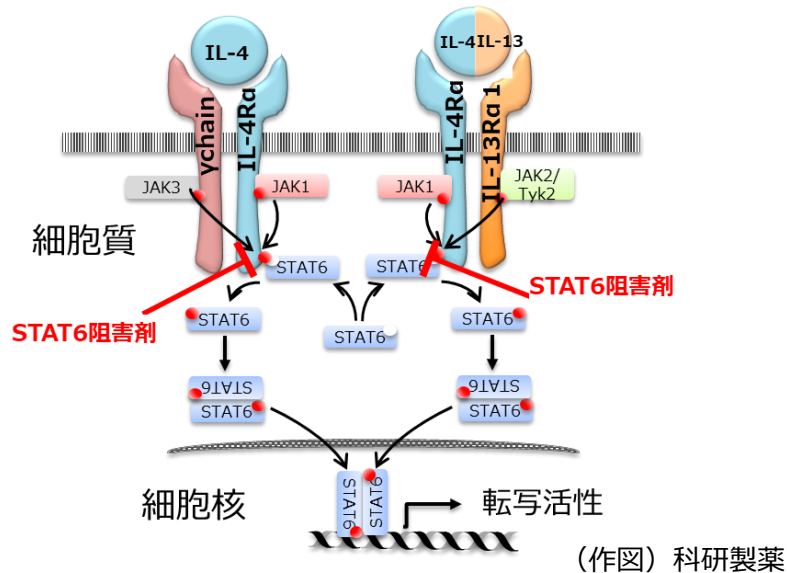 IL-4
IL-4 IL-13
γchain
IL-4Rα
IL-4Rα
IL-13Rα1
JAK3
JAK1
JAK1
JAK2/
Tyk2
細胞質
STAT6
STAT6
STAT6阻害剤
STAT6阻害剤
STAT6
STAT6
STAT6
STAT6
STAT6
STAT6
STAT6
細胞核
STAT6
STAT6
転写活性
(作図)科研製薬